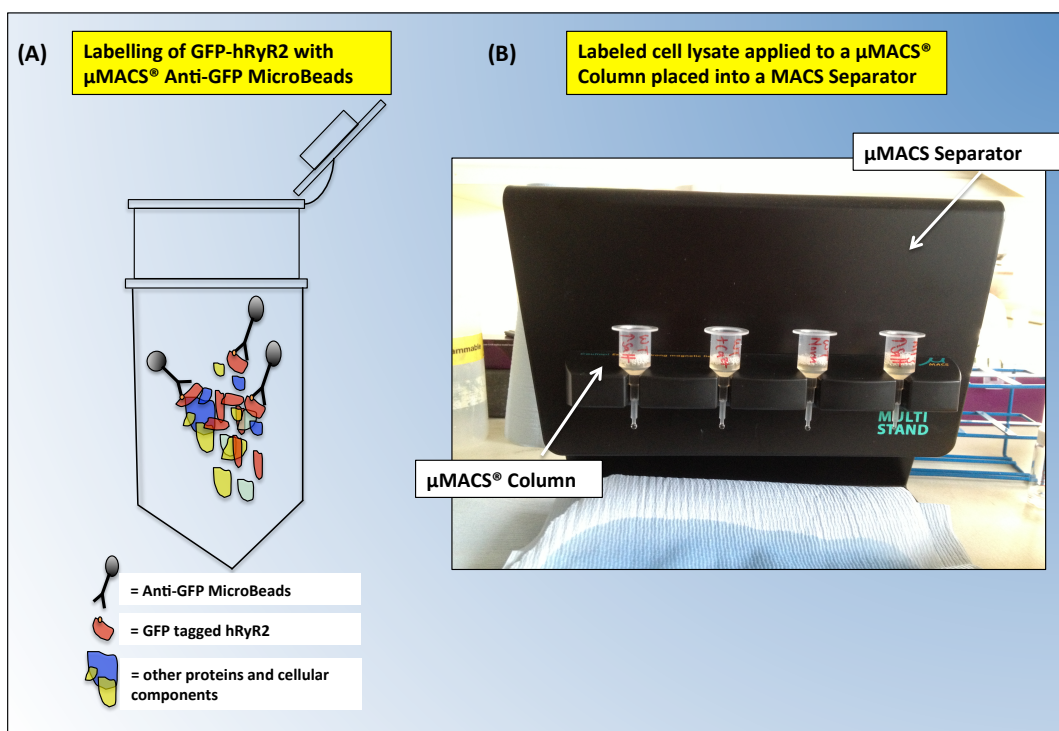 (A)
Labelling of GFP-hRyR2 with
µMACS® Anti-GFP MicroBeads
= Anti-GFP MicroBeads
= GFP tagged hRyR2
= other proteins and cellular
components
(B)
Labeled cell lysate applied to a µMACS®
Column placed into a MACS Separator
µMACS Separator
µMACS® Column
MACS
MULTI
STAND